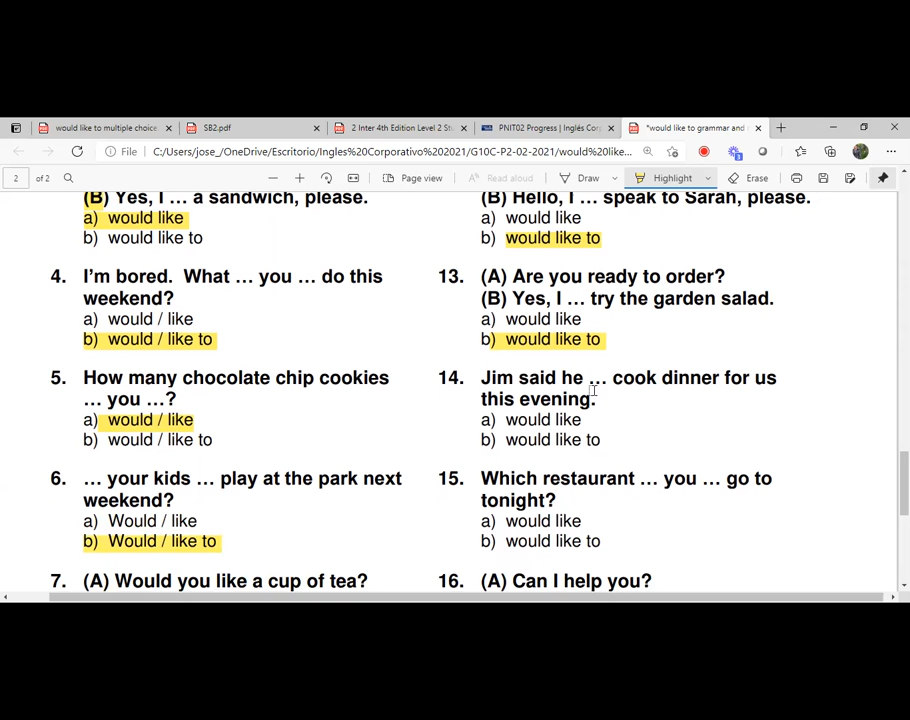 would like to multiple choice
SB2.pdf
2 Inter 4th Edition Level 2 Stu
PNIT02 Progress | Inglés Corp
*would like to grammar and
File
C:/Users/jose_/OneDrive/Escritorio/Ingles%20Corporativo%202021/G10C-P2-02-2021/would%20like...
2 of 2
Page view
Read aloud
Draw
Highlight
Erase
(B) Yes, I … a sandwich, please.
a) would like
b) would like to
4. I’m bored. What … you … do this
weekend?
a) would / like
b) would / like to
5. How many chocolate chip cookies
… you …?
a) would / like
b) would / like to
6. … your kids … play at the park next
weekend?
a) Would / like
b) Would / like to
7. (A) Would you like a cup of tea?
(B) Hello, I … speak to Sarah, please.
a) would like
b) would like to
13. (A) Are you ready to order?
(B) Yes, I … try the garden salad.
a) would like
b) would like to
14. Jim said he … cook dinner for us
this evening.
a) would like
b) would like to
15. Which restaurant … you … go to
tonight?
a) would like
b) would like to
16. (A) Can I help you?